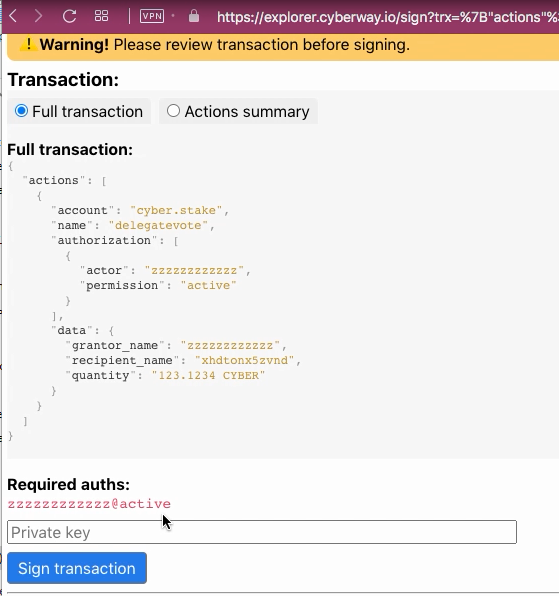 VPN
https://explorer.cyberway.io/sign?trx=%7B"actions"%
Warning! Please review transaction before signing.
Transaction:
Full transaction Actions summary
Full transaction:
{
"actions": [
{
"account": "cyber.stake",
"name": "delegatevote",
"authorization": [
{
"actor": "zzzzzzzzzzzz",
"permission": "active"
}
],
"data": {
"grantor_name": "zzzzzzzzzzzz",
"recipient_name": "xhdtonx5zvnd",
"quantity": "123.1234 CYBER"
}
}
]
}
Required auths:
zzzzzzzzzzzz@active
Private key
Sign transaction